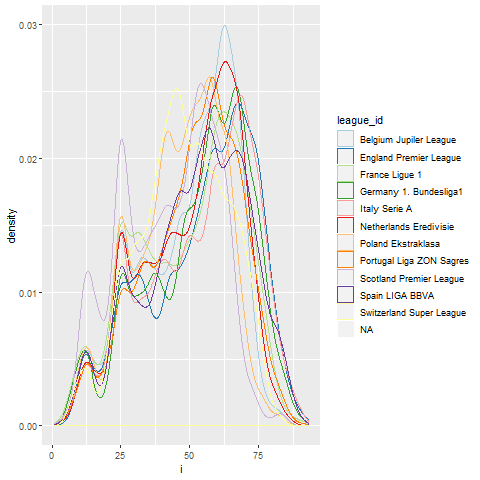 0.03
0.02
0.01
0.00
density
0
25
50
75
i
league_id
Belgium Jupiler League
England Premier League
France Ligue 1
Germany 1. Bundesliga1
Italy Serie A
Netherlands Eredivisie
Poland Ekstraklasa
Portugal Liga ZON Sagres
Scotland Premier League
Spain LIGA BBVA
Switzerland Super League
NA